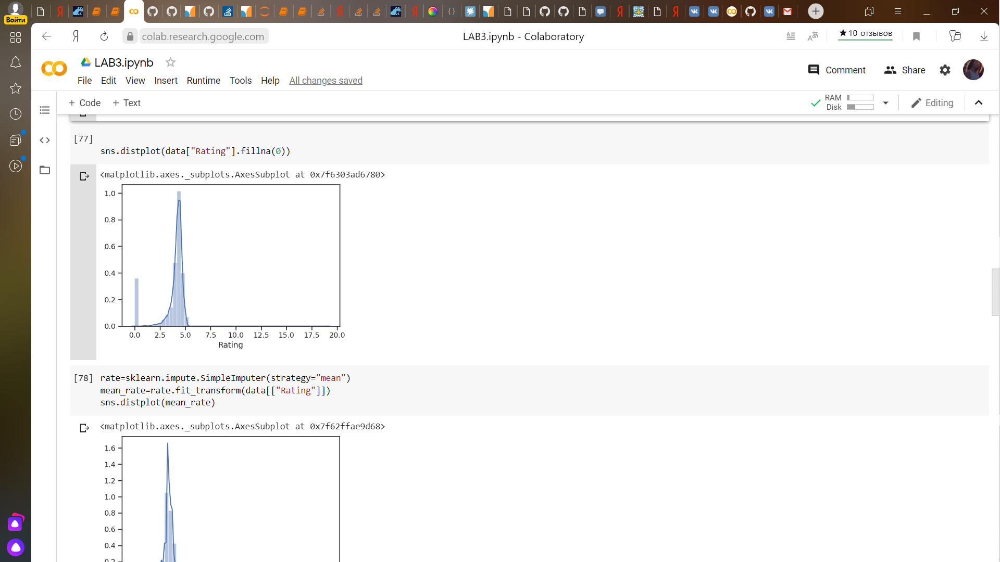 Войти
colab.research.google.com
LAB3.ipynb - Colaboratory
★10 отзывов
LAB3.ipynb
Comment
Share
File Edit View Insert Runtime Tools Help All changes saved
+ Code + Text
RAM
Disk
Editing
[77]
sns.distplot(data["Rating"].fillna(0))
<matplotlib.axes._subplots.AxesSubplot at 0x7f6303ad6780>
1.0
0.8
0.6
0.4
0.2
0.0
0.0 2.5 5.0 7.5 10.0 12.5 15.0 17.5 20.0
Rating
[78] rate=sklearn.impute.SimpleImputer(strategy="mean")
mean_rate=rate.fit_transform(data[["Rating"]])
sns.distplot(mean_rate)
<matplotlib.axes._subplots.AxesSubplot at 0x7f62ffae9d68>
1.6
1.4
1.2
1.0
0.8
0.6
0.4
0.2